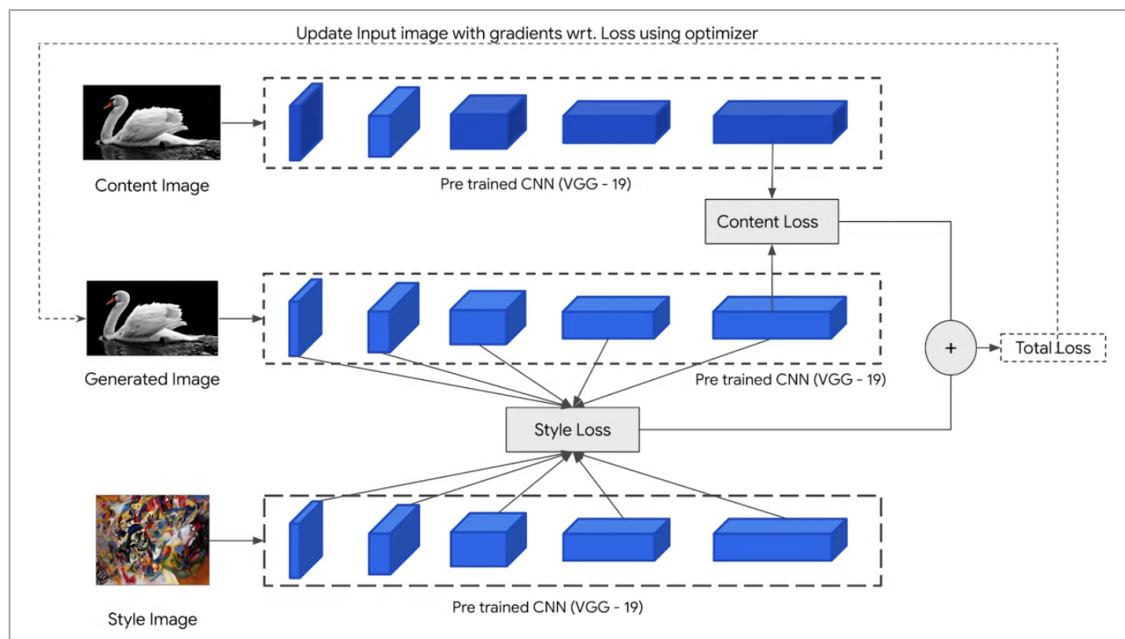 Update Input image with gradients wrt. Loss using optimizer
Content Image
Pre trained CNN (VGG - 19)
Content Loss
Generated Image
Pre trained CNN (VGG - 19)
+
Total Loss
Style Loss
Style Image
Pre trained CNN (VGG - 19)